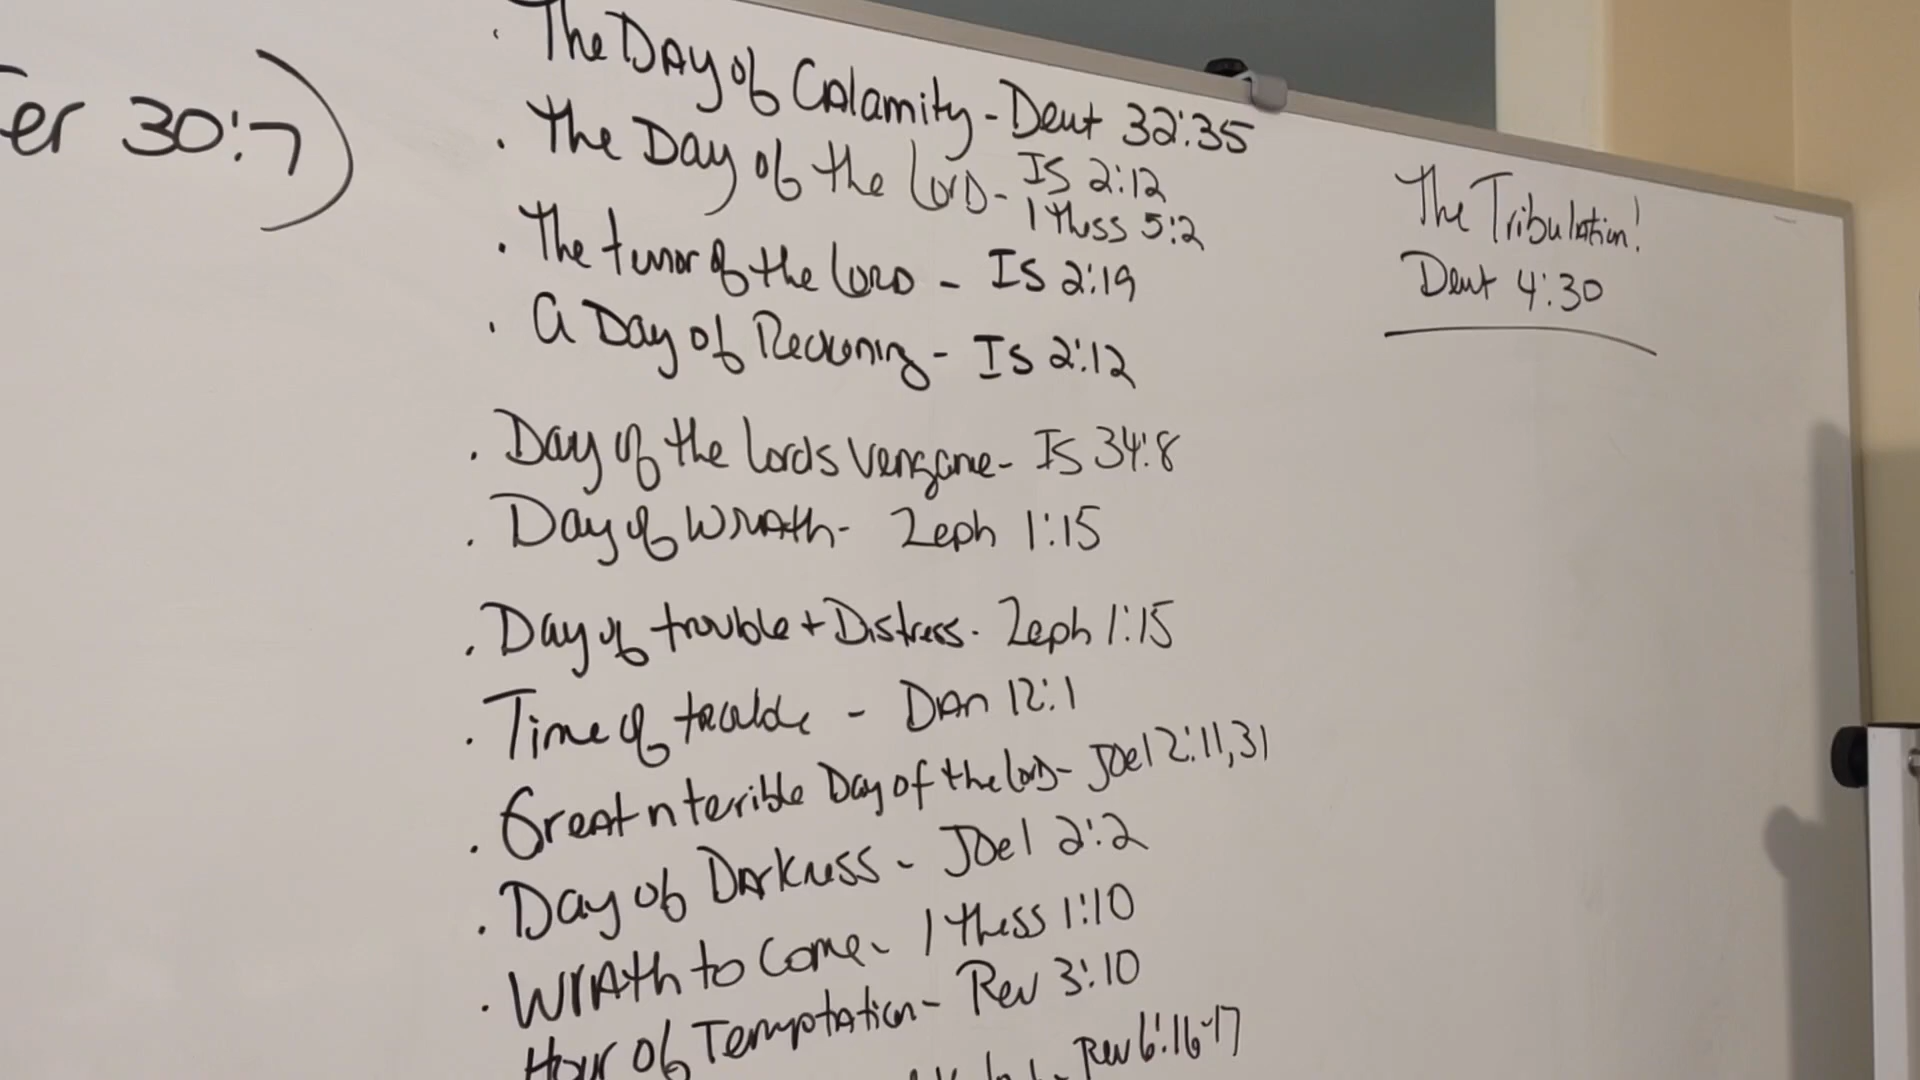 er 30:7)
· The Day of Calamity - Deut 32:35
· The Day of the Lord - Is 2:12
1 Thess 5:2
· The terror of the Lord - Is 2:19
· A Day of Reckoning - Is 2:12
· Day of the Lords Vengance - Is 34:8
· Day of Wrath - Zeph 1:15
· Day of trouble + Distress - Zeph 1:15
· Time of trouble - Dan 12:1
· Great n terrible Day of the Lord - Joel 2:11,31
· Day of Darkness - Joel 2:2
· Wrath to Come - 1 Thess 1:10
Hour of Temptation - Rev 3:10
Rev 6:16-17
The Tribulation!
Deut 4:30